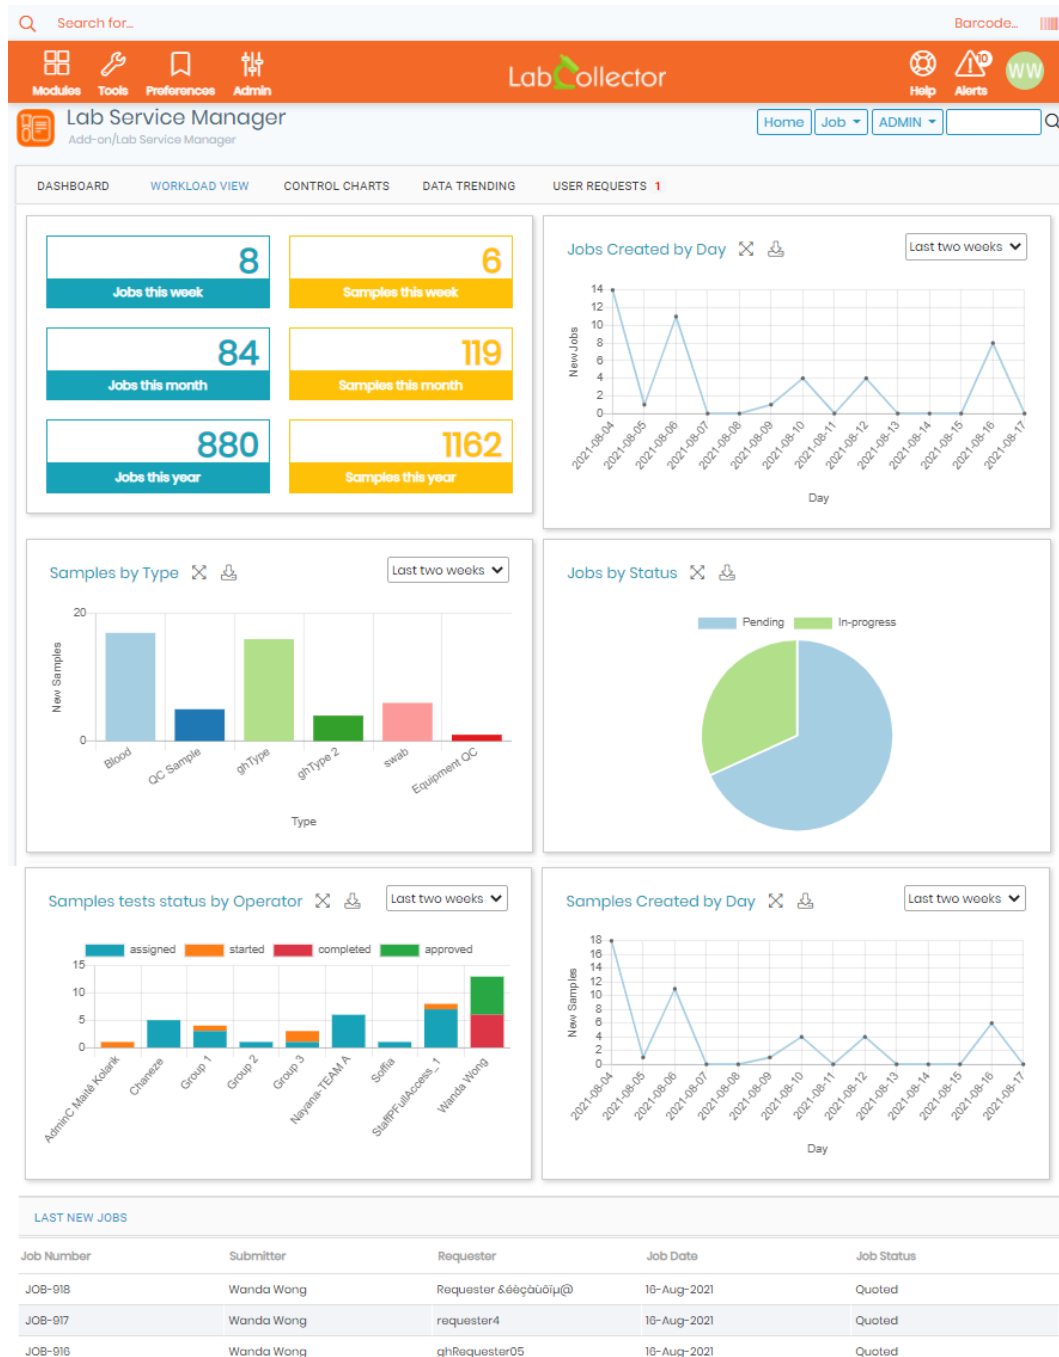 Search for...
Barcode...
Modules Tools Preferences Admin
LabCollector
Help Alerts 10 WW
Lab Service Manager
Add-on/Lab Service Manager
Home Job ADMIN
DASHBOARD WORKLOAD VIEW CONTROL CHARTS DATA TRENDING USER REQUESTS 1
8
Jobs this week
6
Samples this week
84
Jobs this month
119
Samples this month
880
Jobs this year
1162
Samples this year
Jobs Created by Day
Last two weeks
New Jobs
14
12
10
8
6
4
2
0
2021-08-04 2021-08-05 2021-08-06 2021-08-07 2021-08-08 2021-08-09 2021-08-10 2021-08-11 2021-08-12 2021-08-13 2021-08-14 2021-08-15 2021-08-16 2021-08-17
Day
Samples by Type
Last two weeks
New Samples
20
0
Blood QC Sample ghType ghType 2 swab Equipment QC
Type
Jobs by Status
Pending In-progress
Samples tests status by Operator
Last two weeks
assigned started completed approved
15
10
5
0
AdminC Maïté Kolarik Chaneze Group 1 Group 2 Group 3 Nayana-TEAM A Soffia StaffPFullAccess_1 Wanda Wong
Samples Created by Day
Last two weeks
New Samples
18
16
14
12
10
8
6
4
2
0
2021-08-04 2021-08-05 2021-08-06 2021-08-07 2021-08-08 2021-08-09 2021-08-10 2021-08-11 2021-08-12 2021-08-13 2021-08-14 2021-08-15 2021-08-16 2021-08-17
Day
LAST NEW JOBS
Job Number Submitter Requester Job Date Job Status
JOB-918 Wanda Wong Requester &éèçàùôïµ@ 16-Aug-2021 Quoted
JOB-917 Wanda Wong requester4 16-Aug-2021 Quoted
JOB-916 Wanda Wong ghRequester05 16-Aug-2021 Quoted